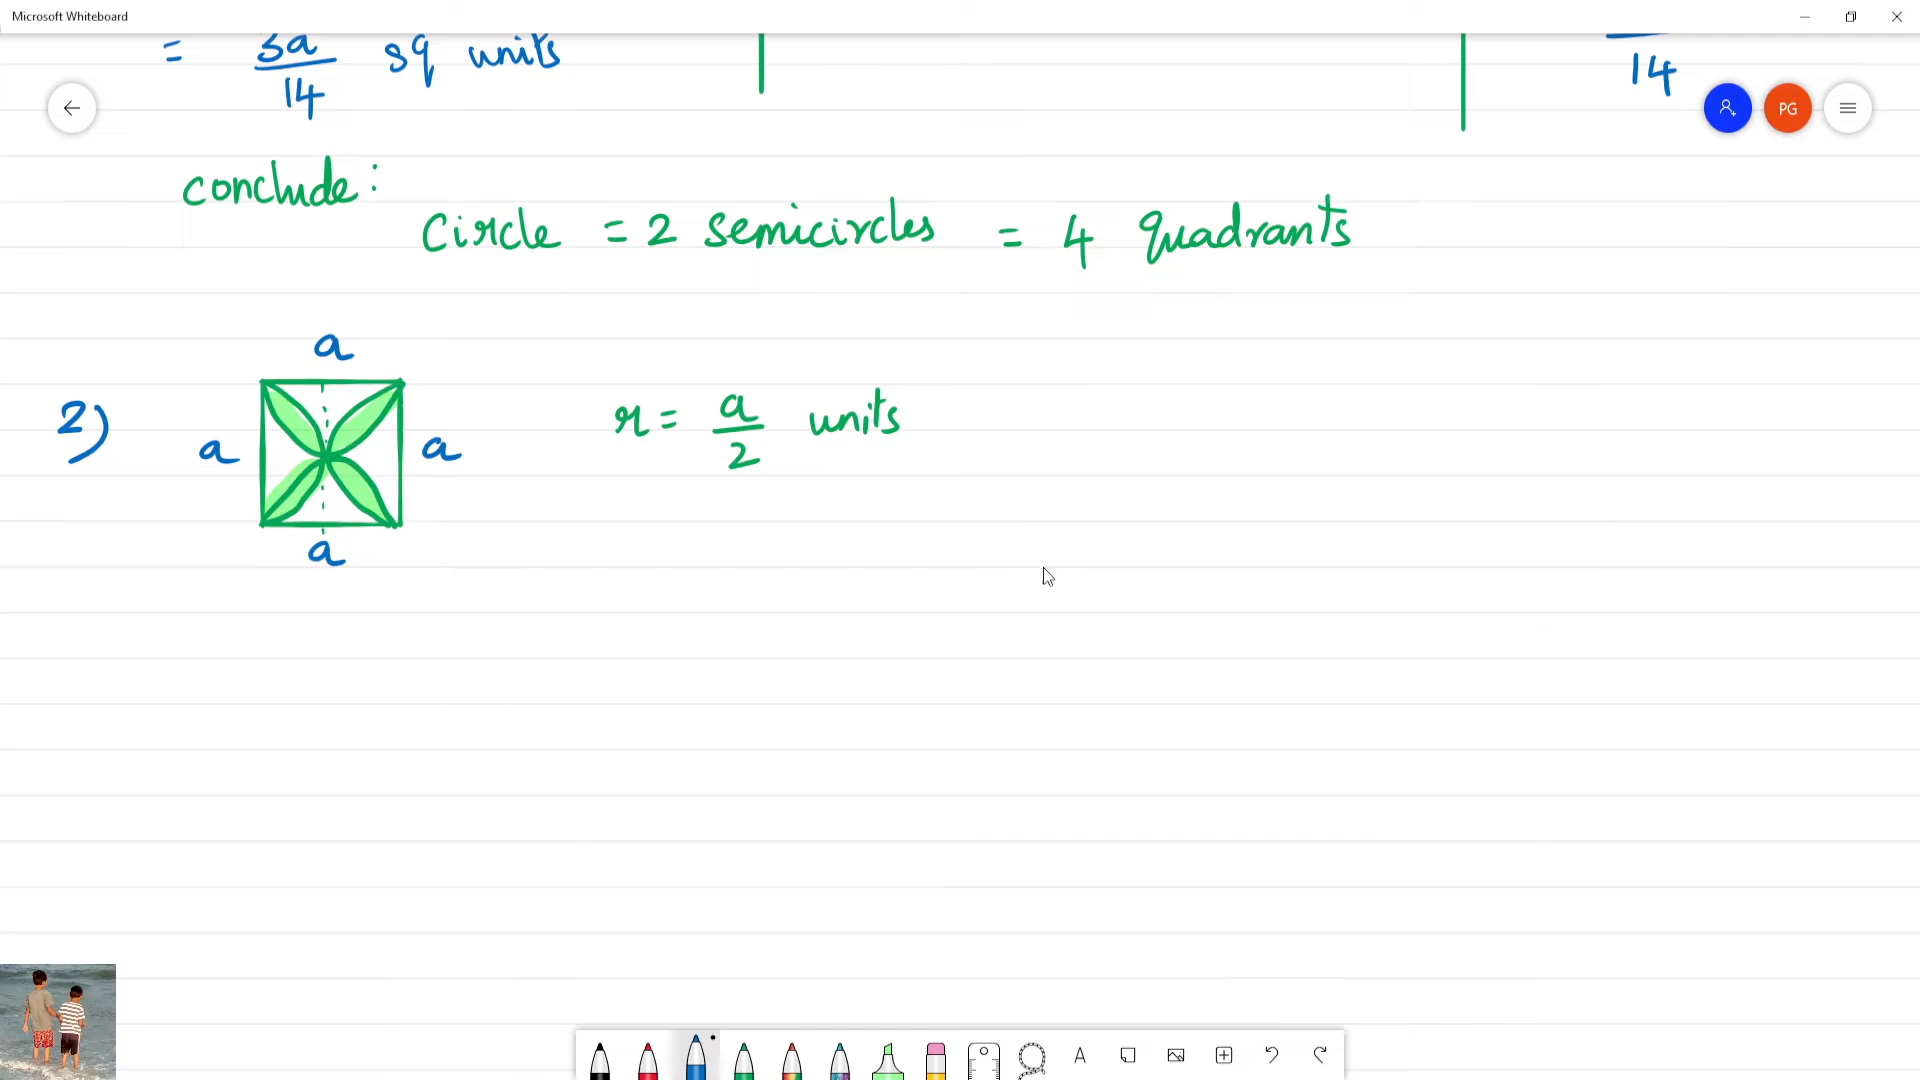 Microsoft Whiteboard
= 3a/14 sq units
14
PG
conclude:
Circle = 2 semicircles = 4 quadrants
a
2) a a
r = a/2 units
a
A